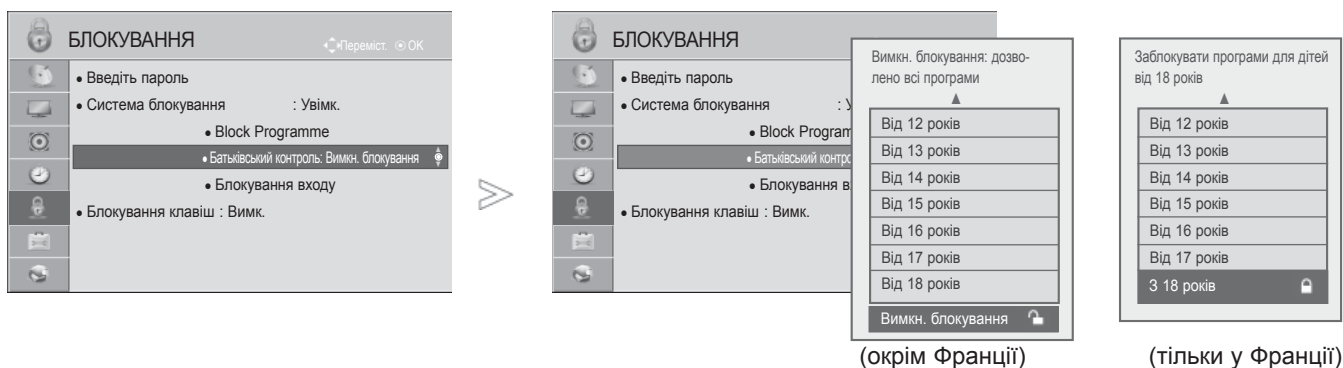 БЛОКУВАННЯ
Переміст. OK
• Введіть пароль
• Система блокування : Увімк.
• Block Programme
• Батьківський контроль: Вимкн. блокування
• Блокування входу
• Блокування клавіш : Вимк.
БЛОКУВАННЯ
• Введіть пароль
• Система блокування : У
• Block Program
• Батьківський контро
• Блокування в
• Блокування клавіш : Вимк.
Вимкн. блокування: дозво-
лено всі програми
Від 12 років
Від 13 років
Від 14 років
Від 15 років
Від 16 років
Від 17 років
Від 18 років
Вимкн. блокування
(окрім Франції)
Заблокувати програми для дітей
від 18 років
Від 12 років
Від 13 років
Від 14 років
Від 15 років
Від 16 років
Від 17 років
З 18 років
(тільки у Франції)